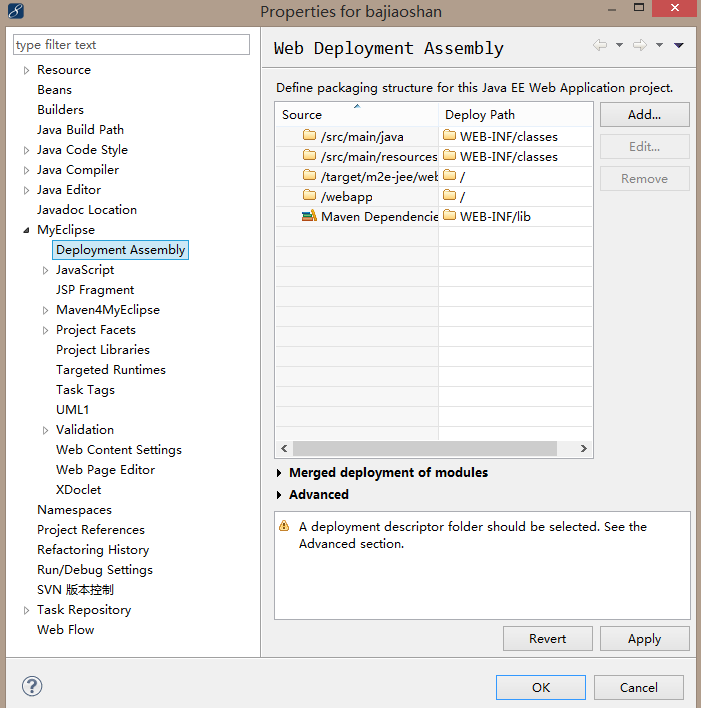 Properties for bajiaoshan
type filter text
Resource
Beans
Builders
Java Build Path
Java Code Style
Java Compiler
Java Editor
Javadoc Location
MyEclipse
Deployment Assembly
JavaScript
JSP Fragment
Maven4MyEclipse
Project Facets
Project Libraries
Targeted Runtimes
Task Tags
UML1
Validation
Web Content Settings
Web Page Editor
XDoclet
Namespaces
Project References
Refactoring History
Run/Debug Settings
SVN 版本控制
Task Repository
Web Flow
Web Deployment Assembly
Define packaging structure for this Java EE Web Application project.
Source Deploy Path
/src/main/java WEB-INF/classes
/src/main/resources WEB-INF/classes
/target/m2e-jee/web /
/webapp /
Maven Dependencie WEB-INF/lib
Add...
Edit...
Remove
Merged deployment of modules
Advanced
A deployment descriptor folder should be selected. See the
Advanced section.
Revert Apply
OK Cancel